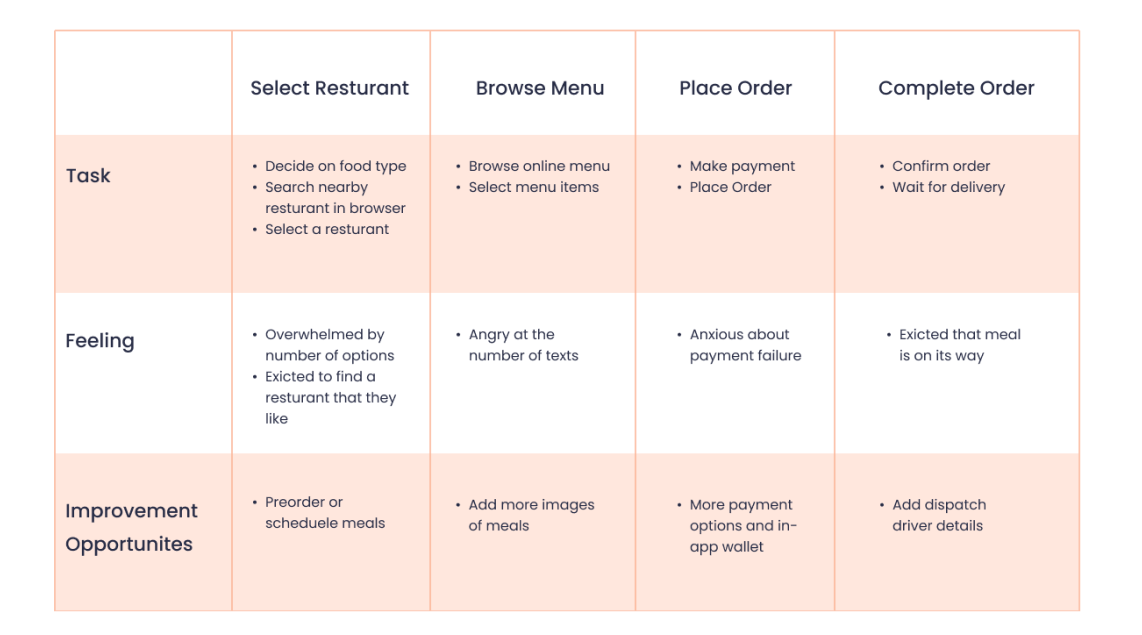 Select Resturant
Browse Menu
Place Order
Complete Order
Task
• Decide on food type
• Search nearby
resturant in browser
• Select a resturant
• Browse online menu
• Select menu items
• Make payment
• Place Order
• Confirm order
• Wait for delivery
Feeling
• Overwhelmed by
number of options
• Exicted to find a
resturant that they
like
• Angry at the
number of texts
• Anxious about
payment failure
• Exicted that meal
is on its way
Improvement
Opportunites
• Preorder or
scheduele meals
• Add more images
of meals
• More payment
options and in-
app wallet
• Add dispatch
driver details